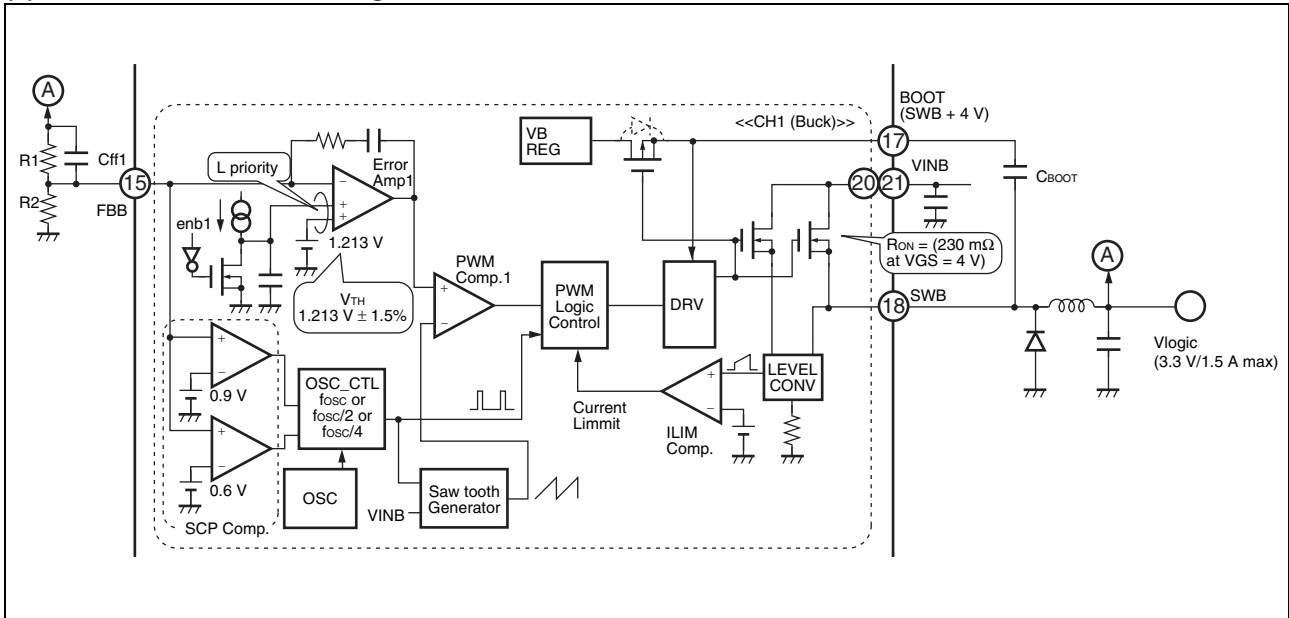 A
R1
Cff1
R2
15
FBB
L priority
enb1
Error
Amp1
−
+
+
1.213 V
VTH
1.213 V ± 1.5%
VB
REG
<<CH1 (Buck)>>
BOOT
(SWB + 4 V)
17
VINB
20
21
CBOOT
RON = (230 mΩ
at VGS = 4 V)
PWM
Comp.1
+
−
PWM
Logic
Control
DRV
18
SWB
A
Vlogic
(3.3 V/1.5 A max)
LEVEL
CONV
+
−
Current
Limmit
ILIM
Comp.
+
−
0.9 V
+
−
0.6 V
SCP Comp.
OSC_CTL
fosc or
fosc/2 or
fosc/4
OSC
VINB
Saw tooth
Generator